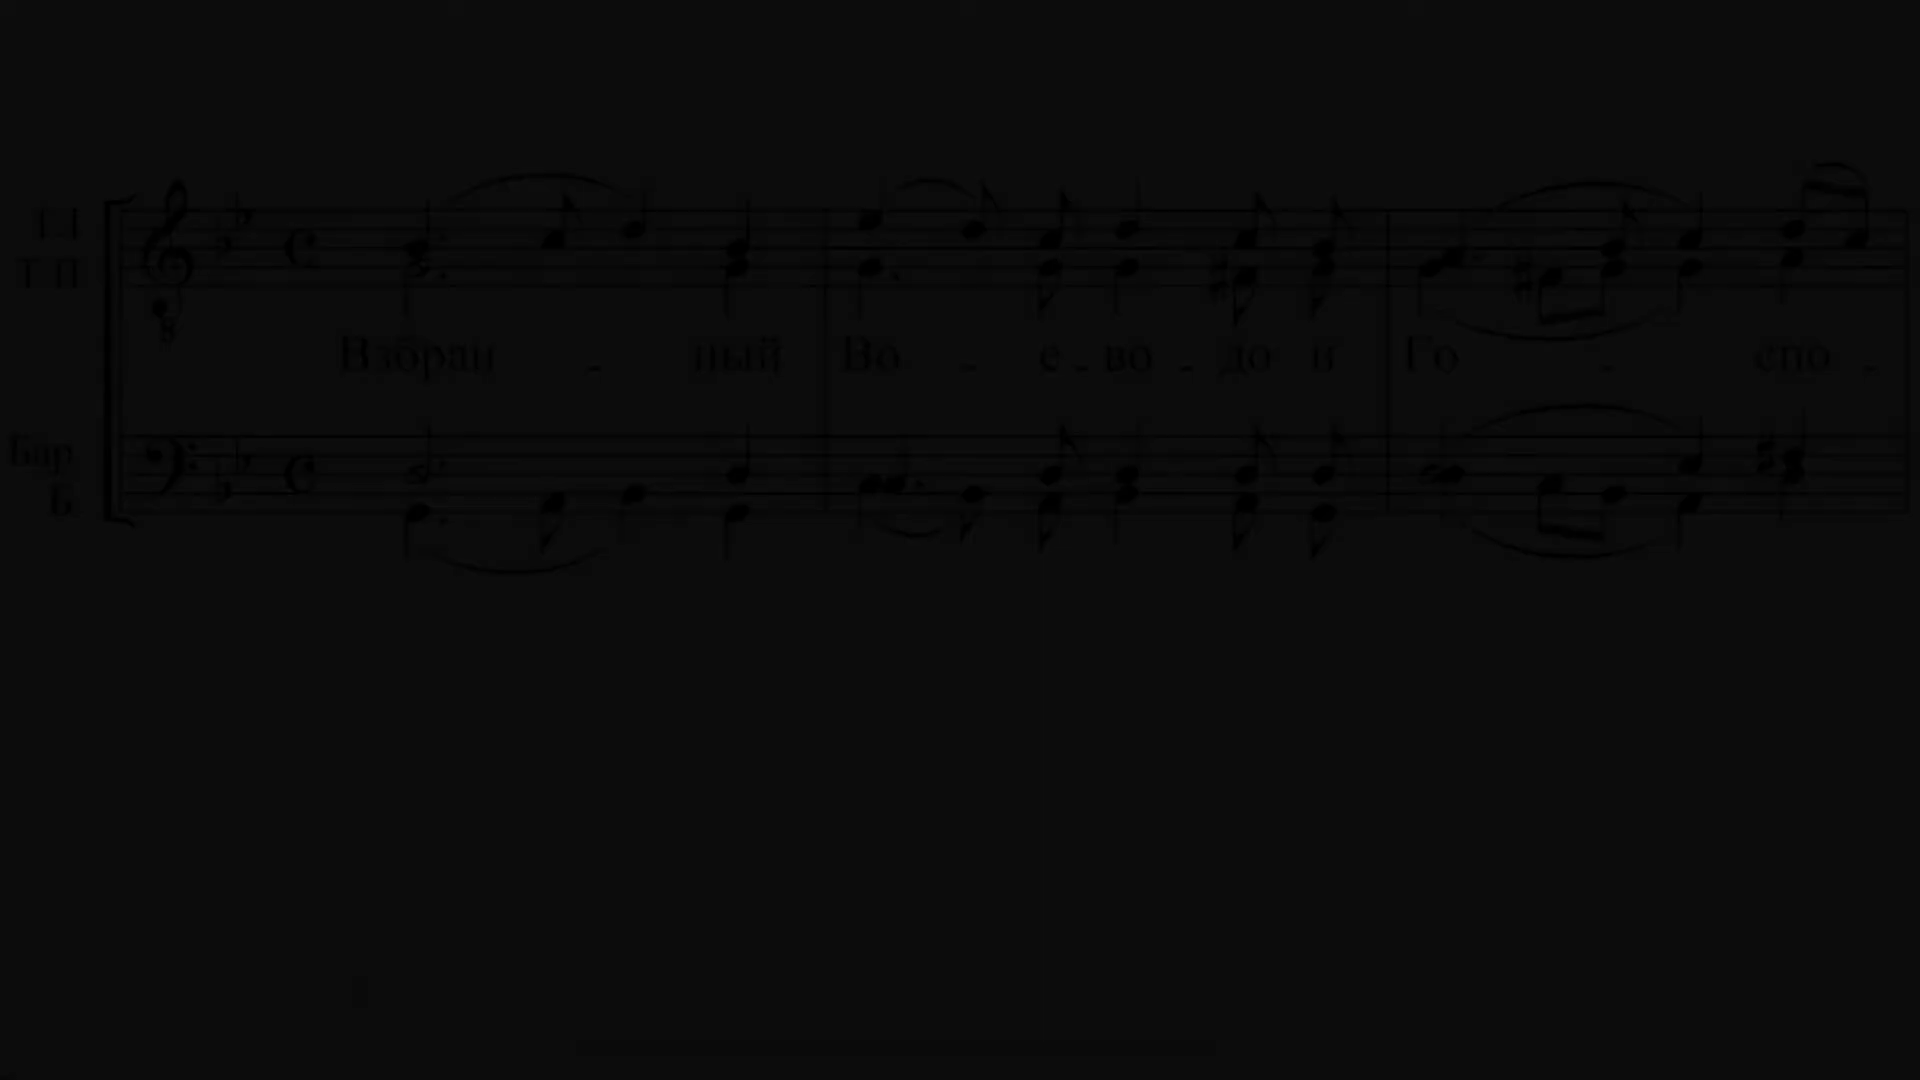 Т I
Т II
Взбран - ный Во - е - во - до в Го - спо -
Бар
Б